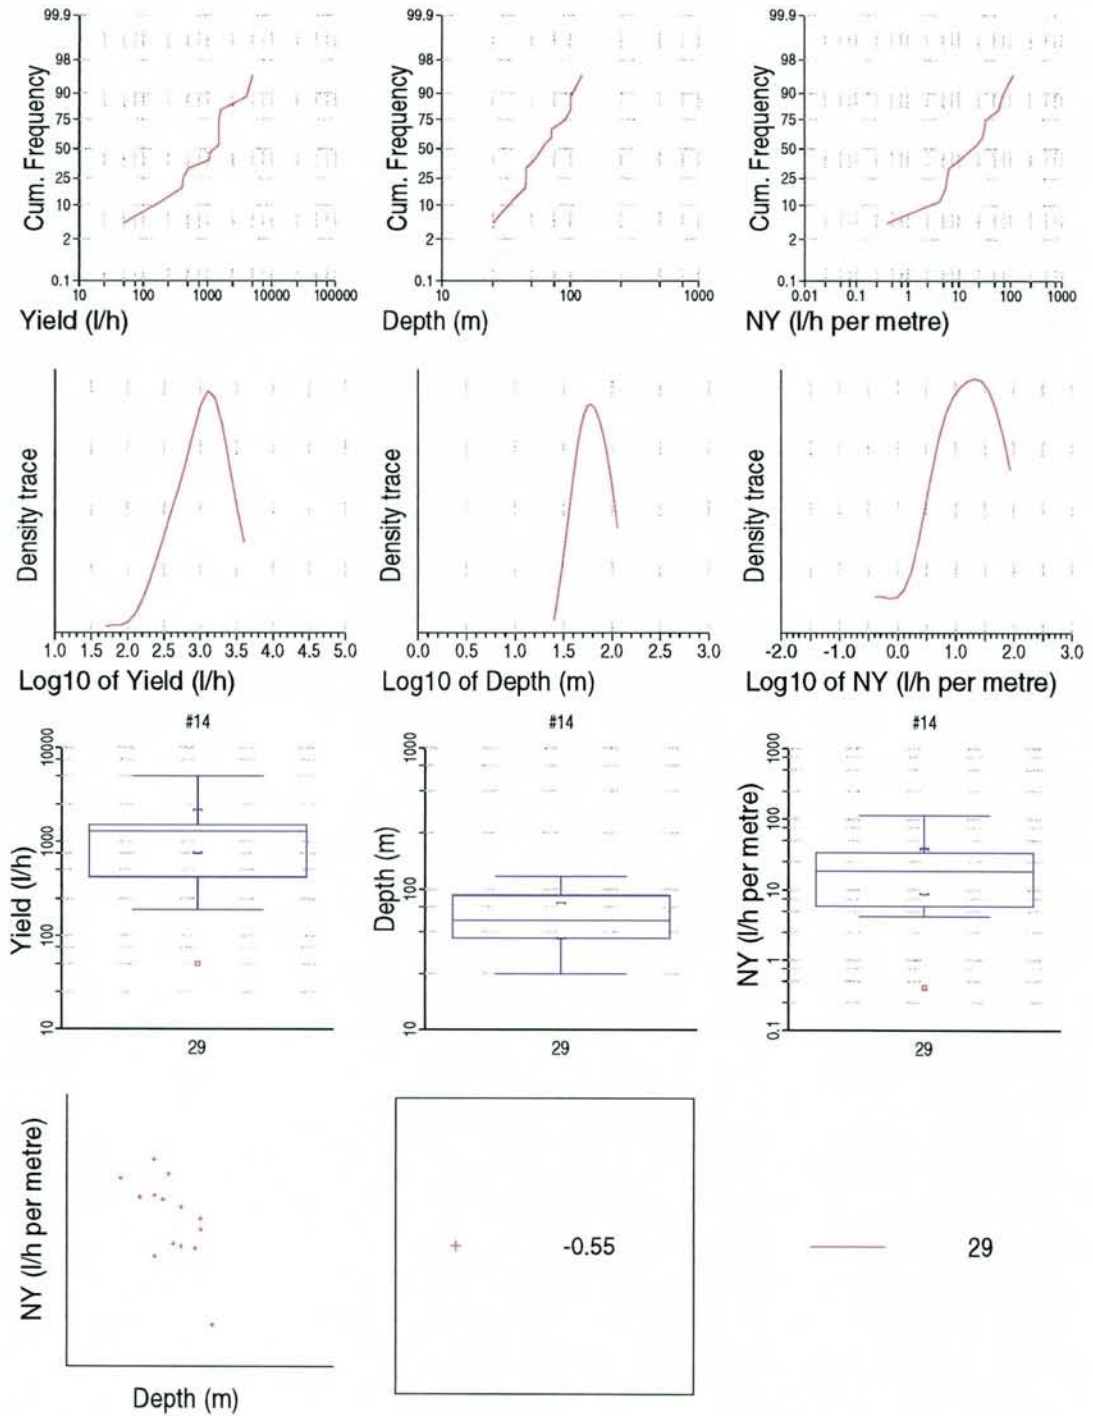 99.9 99.9 99.9
98 98 98
90 90 90
75 75 75
50 50 50
25 25 25
10 10 10
2 2 2
0.1 0.1 0.1
Cum. Frequency Cum. Frequency Cum. Frequency
10 100 1000 10000 100000 10 100 1000 0.01 0.1 1 10 100 1000
Yield (l/h) Depth (m) NY (l/h per metre)
Density trace Density trace Density trace
1.0 1.5 2.0 2.5 3.0 3.5 4.0 4.5 5.0 0.0 0.5 1.0 1.5 2.0 2.5 3.0 -2.0 -1.0 0.0 1.0 2.0 3.0
Log10 of Yield (l/h) Log10 of Depth (m) Log10 of NY (l/h per metre)
#14 #14 #14
10000 1000 1000
1000 100 100
100 10 10
10 1
0.1
Yield (l/h) Depth (m) NY (l/h per metre)
29 29 29
NY (l/h per metre)
-0.55 29
Depth (m)